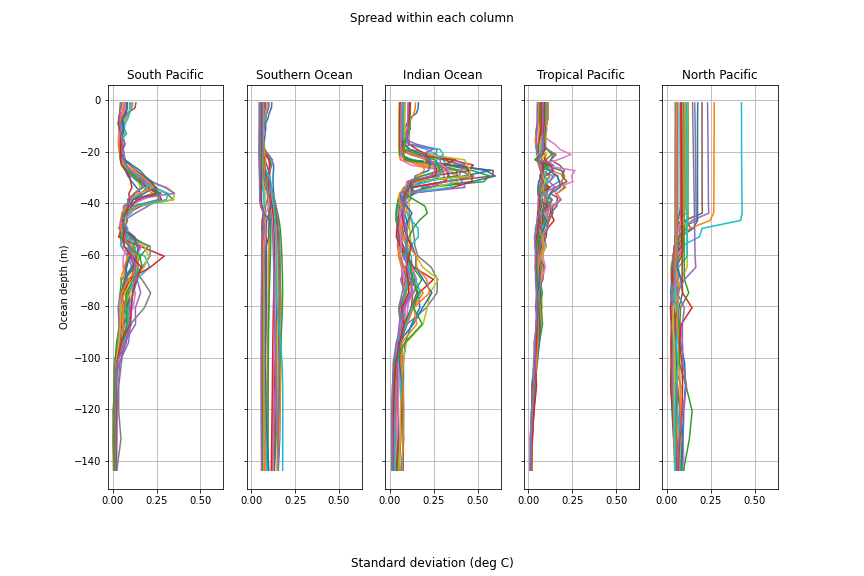 Spread within each column
South Pacific
Southern Ocean
Indian Ocean
Tropical Pacific
North Pacific
Ocean depth (m)
0
−20
−40
−60
−80
−100
−120
−140
0.00 0.25 0.50
0.00 0.25 0.50
0.00 0.25 0.50
0.00 0.25 0.50
0.00 0.25 0.50
Standard deviation (deg C)